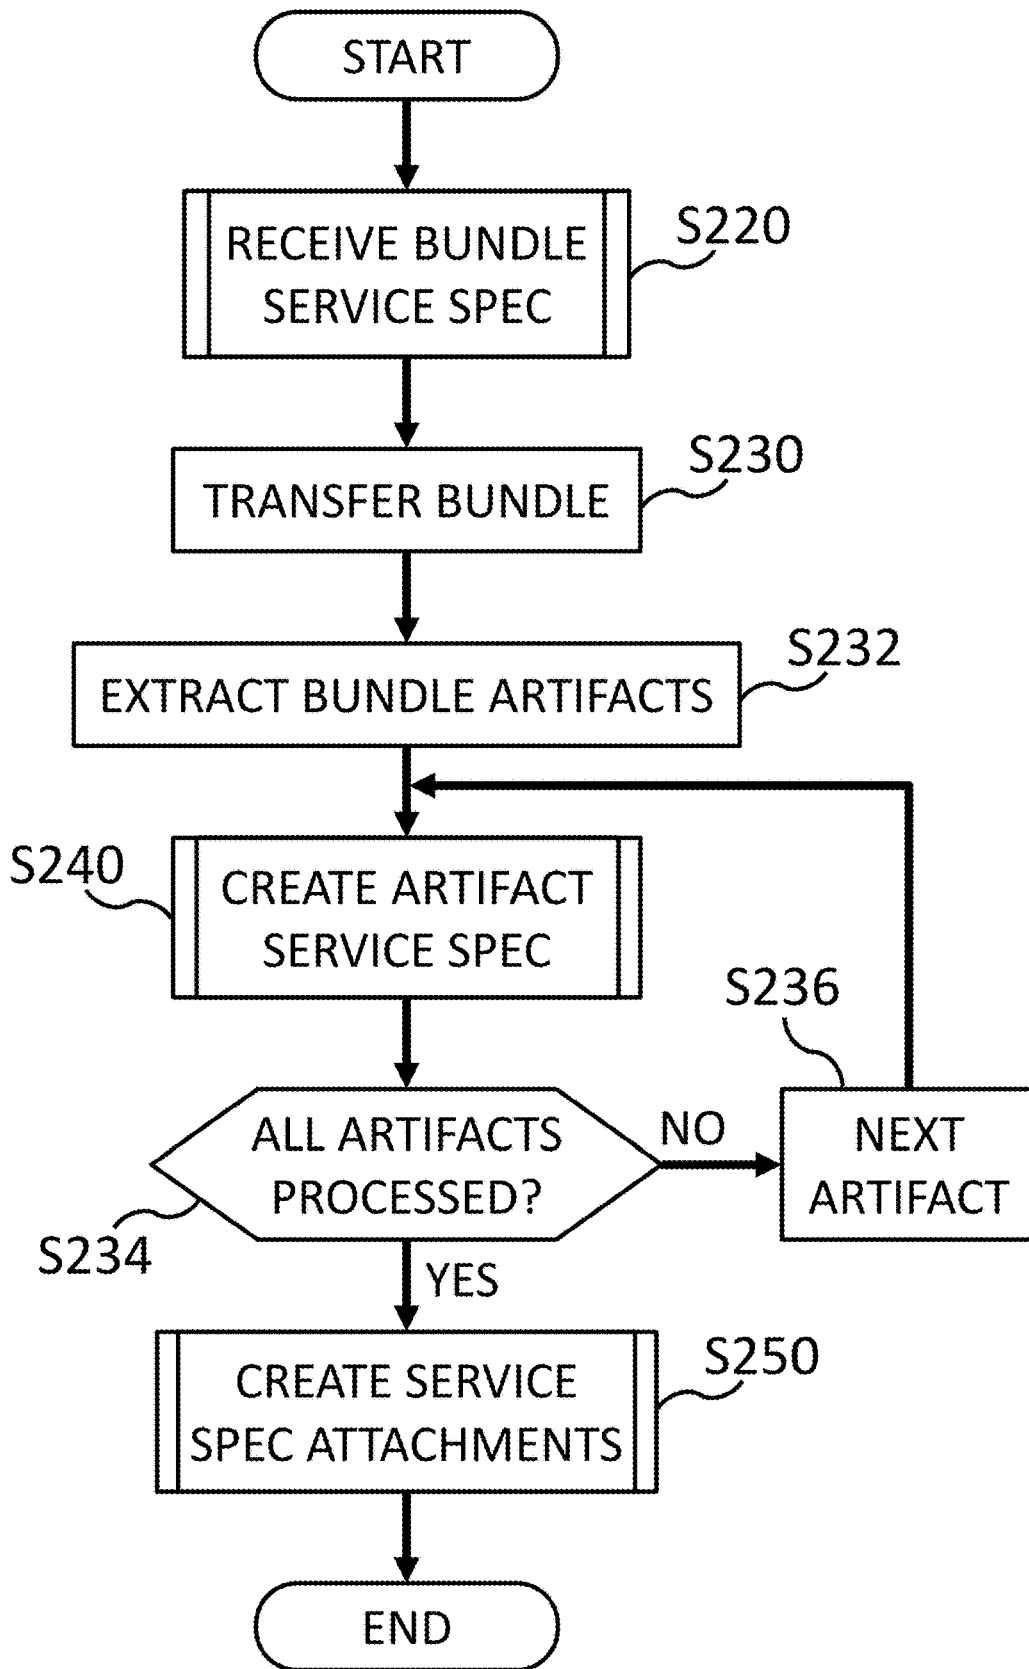 START
RECEIVE BUNDLE
SERVICE SPEC
S220
TRANSFER BUNDLE
S230
EXTRACT BUNDLE ARTIFACTS
S232
S240
CREATE ARTIFACT
SERVICE SPEC
S236
ALL ARTIFACTS
PROCESSED?
NO
NEXT
ARTIFACT
S234
YES
CREATE SERVICE
SPEC ATTACHMENTS
S250
END